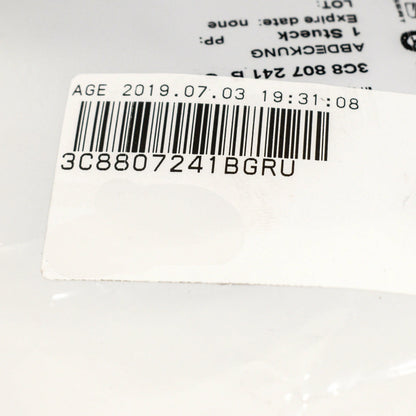 AGE 2019.07.03 19:31:08
3C8807241BGRU
3C8 807 241 B G
ABDECKUNG
1 Stueck
PP:
Expire date: none
LOT: